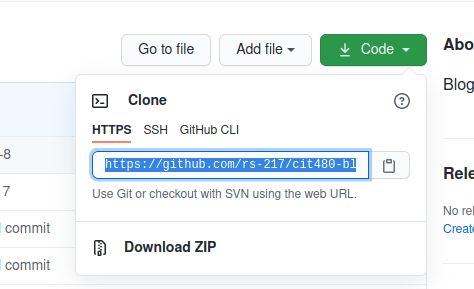 Go to file
Add file
Code
Clone
HTTPS
SSH
GitHub CLI
https://github.com/rs-217/cit480-bl
Use Git or checkout with SVN using the web URL.
Download ZIP
-8
7
commit
commit
Abo
Blog
Rele
No rel
Create